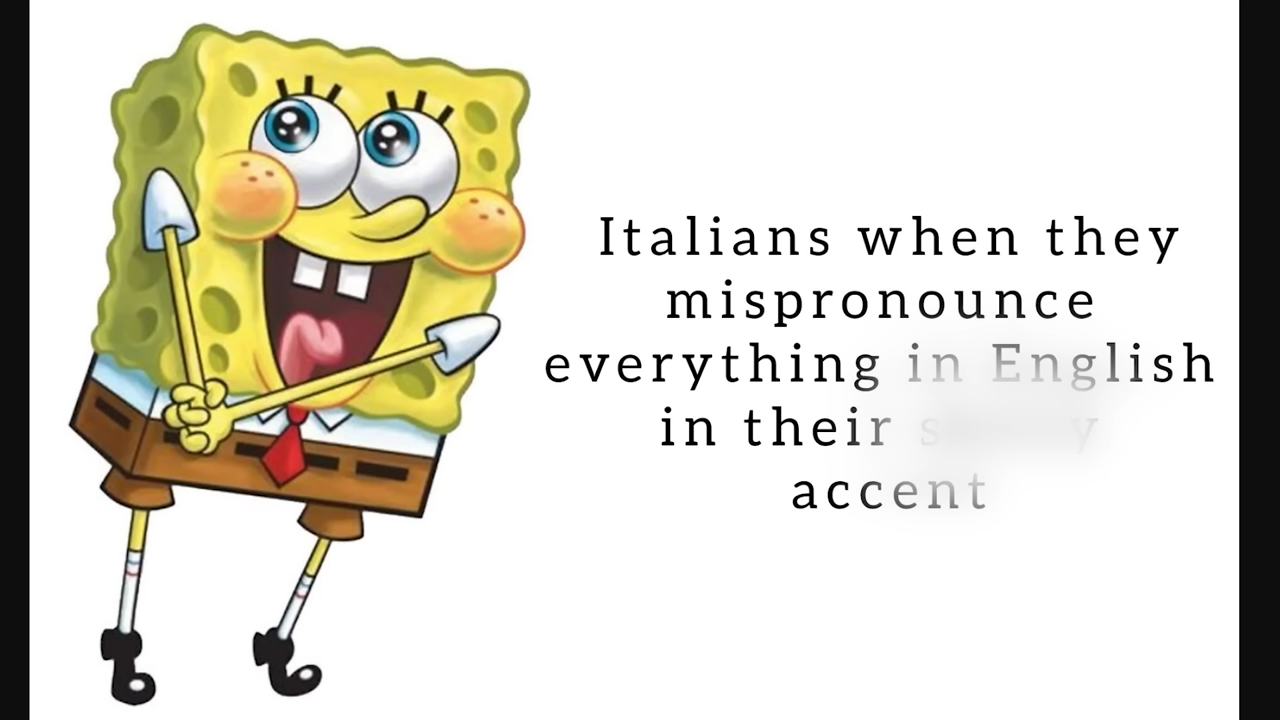 Italians when they
mispronounce
everything in English
in their
accent